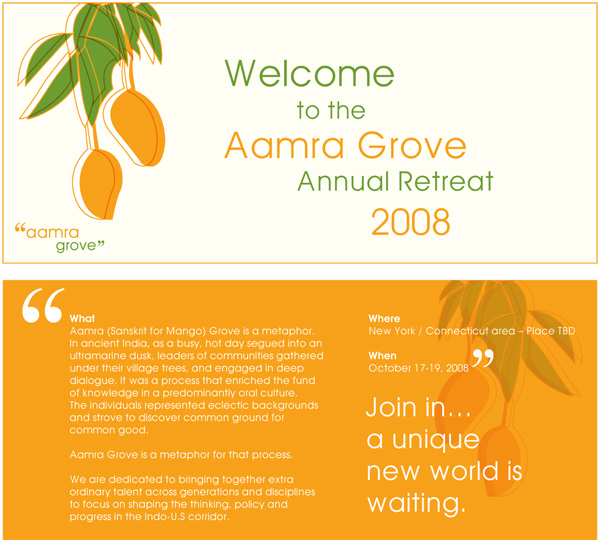 Welcome
to the
Aamra Grove
Annual Retreat
2008
“aamra
grove”
“
What
Aamra (Sanskrit for Mango) Grove is a metaphor.
In ancient India, as a busy, hot day segued into an
ultramarine dusk, leaders of communities gathered
under their village trees, and engaged in deep
dialogue. It was a process that enriched the fund
of knowledge in a predominantly oral culture.
The individuals represented eclectic backgrounds
and strove to discover common ground for
common good.
Aamra Grove is a metaphor for that process.
We are dedicated to bringing together extra
ordinary talent across generations and disciplines
to focus on shaping the thinking, policy and
progress in the Indo-U.S corridor.
Where
New York / Connecticut area – Place TBD
When
October 17-19, 2008 ”
Join in...
a unique
new world is
waiting.